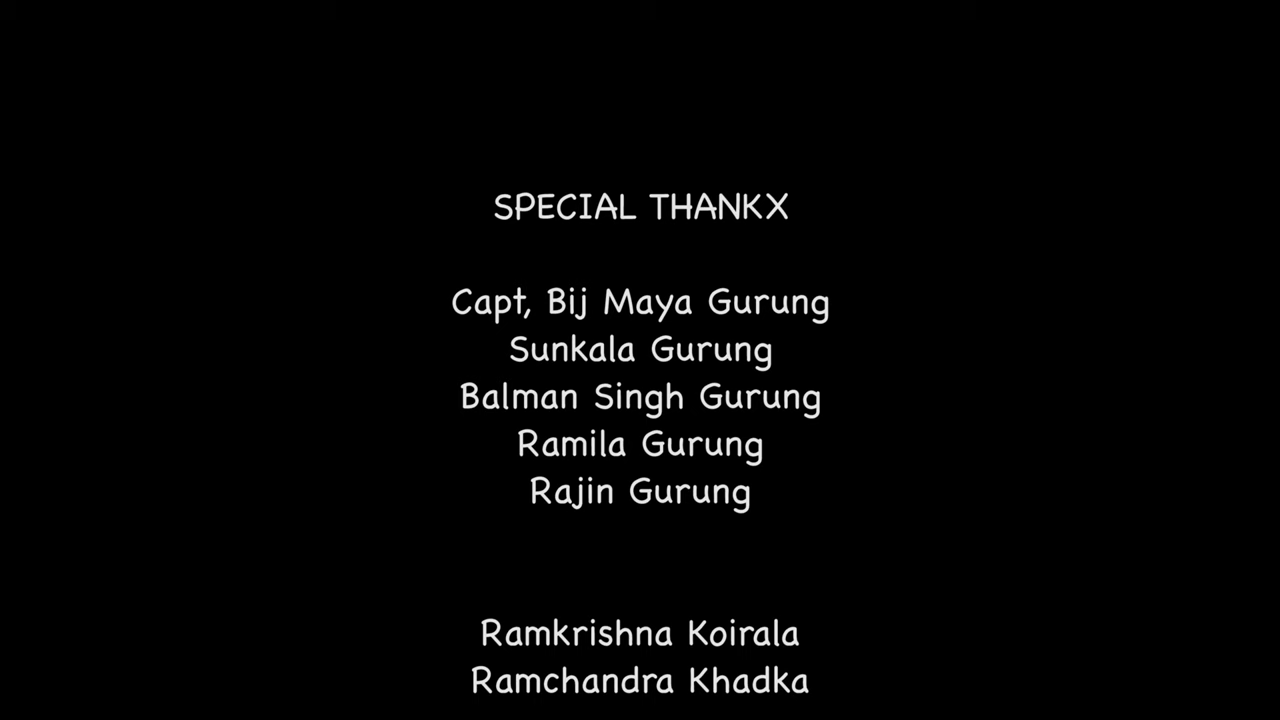 SPECIAL THANKX
Capt, Bij Maya Gurung
Sunkala Gurung
Balman Singh Gurung
Ramila Gurung
Rajin Gurung
Ramkrishna Koirala
Ramchandra Khadka